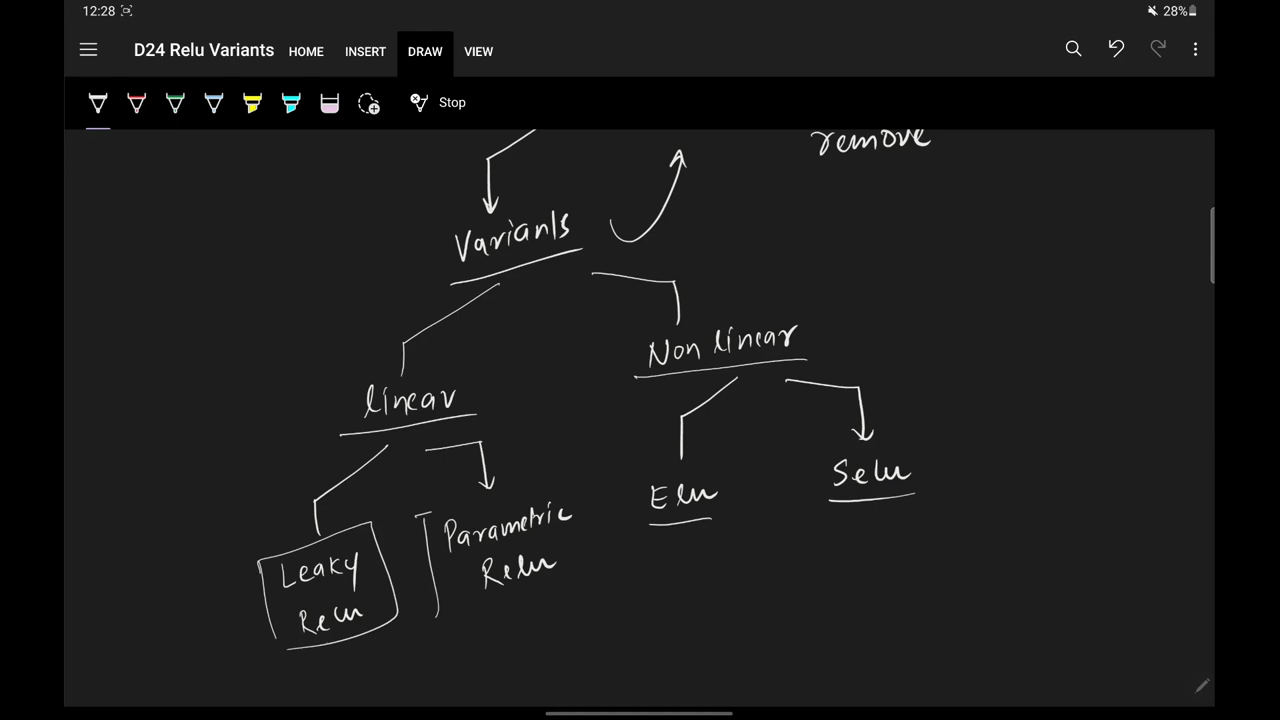 12:28
28%
D24 Relu Variants
HOME
INSERT
DRAW
VIEW
Stop
remove
Variants
Non linear
linear
Selu
Elu
Parametric
Relu
Leaky
Relu